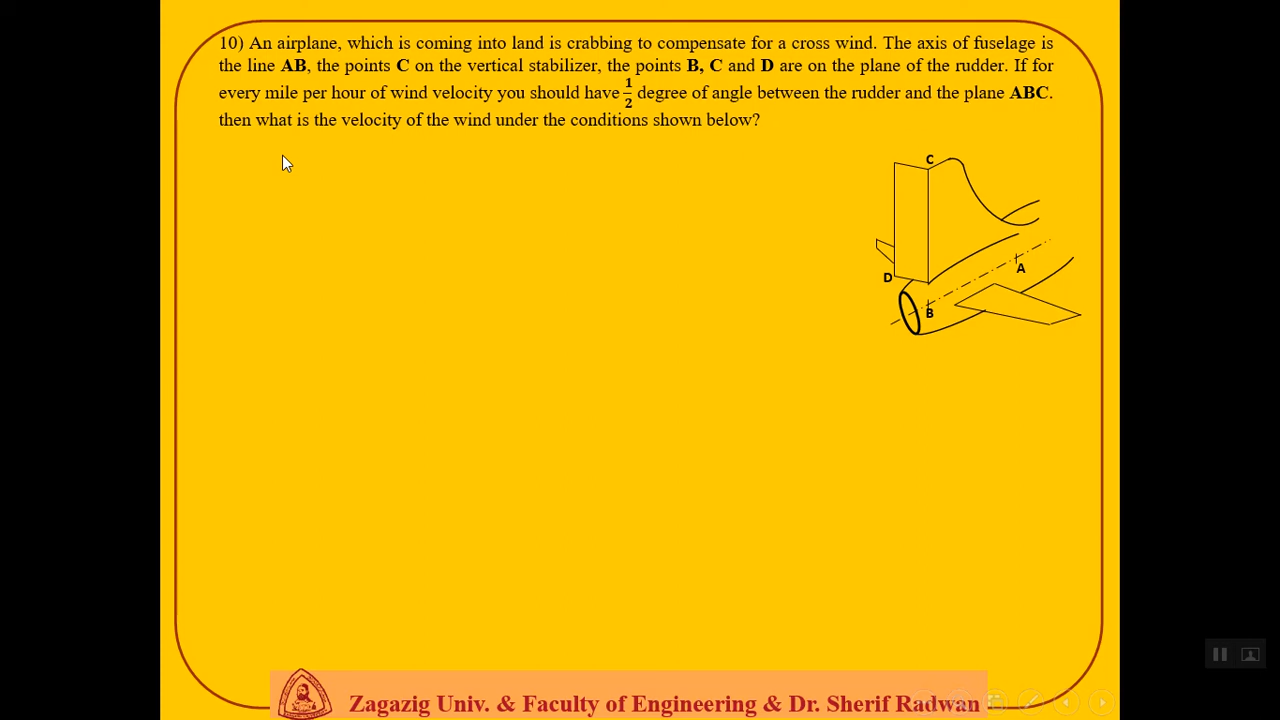 10) An airplane, which is coming into land is crabbing to compensate for a cross wind. The axis of fuselage is
the line AB, the points C on the vertical stabilizer, the points B, C and D are on the plane of the rudder. If for
every mile per hour of wind velocity you should have 1/2 degree of angle between the rudder and the plane ABC.
then what is the velocity of the wind under the conditions shown below?
C
D
A
B
Zagazig Univ. & Faculty of Engineering & Dr. Sherif Radwan